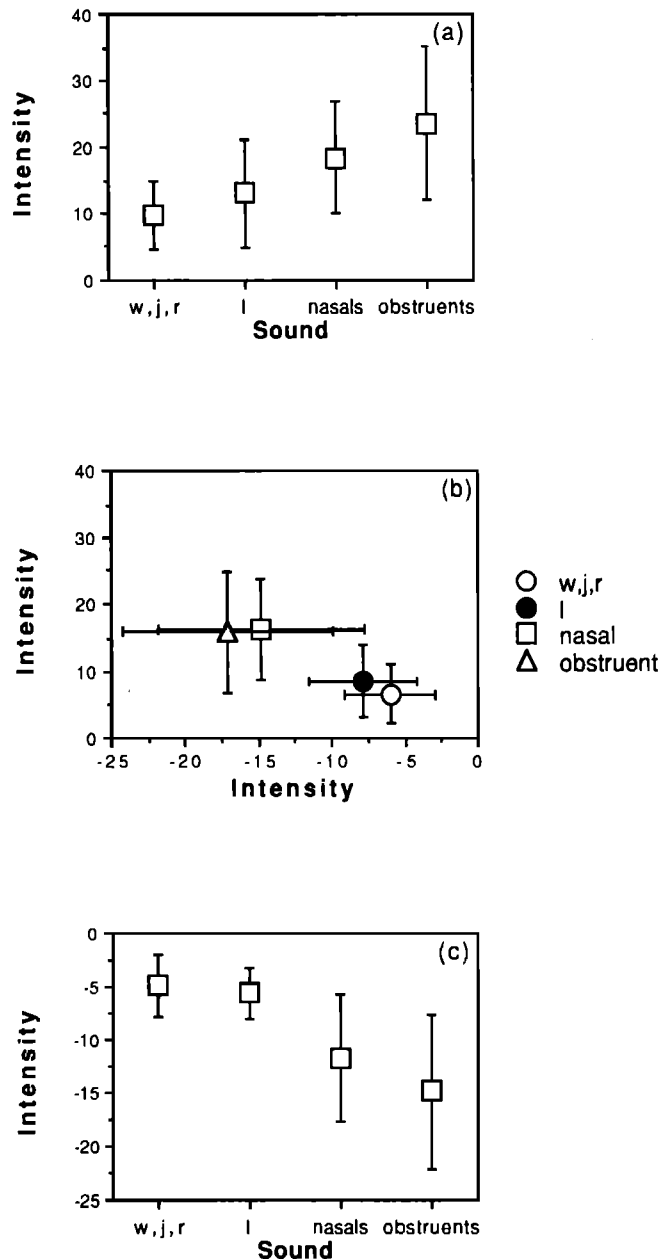 (a)
Intensity
40
30
20
10
0
w,j,r l nasals obstruents
Sound
(b)
Intensity
40
30
20
10
0
-25 -20 -15 -10 -5 0
Intensity
w,j,r
l
nasal
obstruent
(c)
Intensity
0
-5
-10
-15
-20
-25
w,j,r l nasals obstruents
Sound